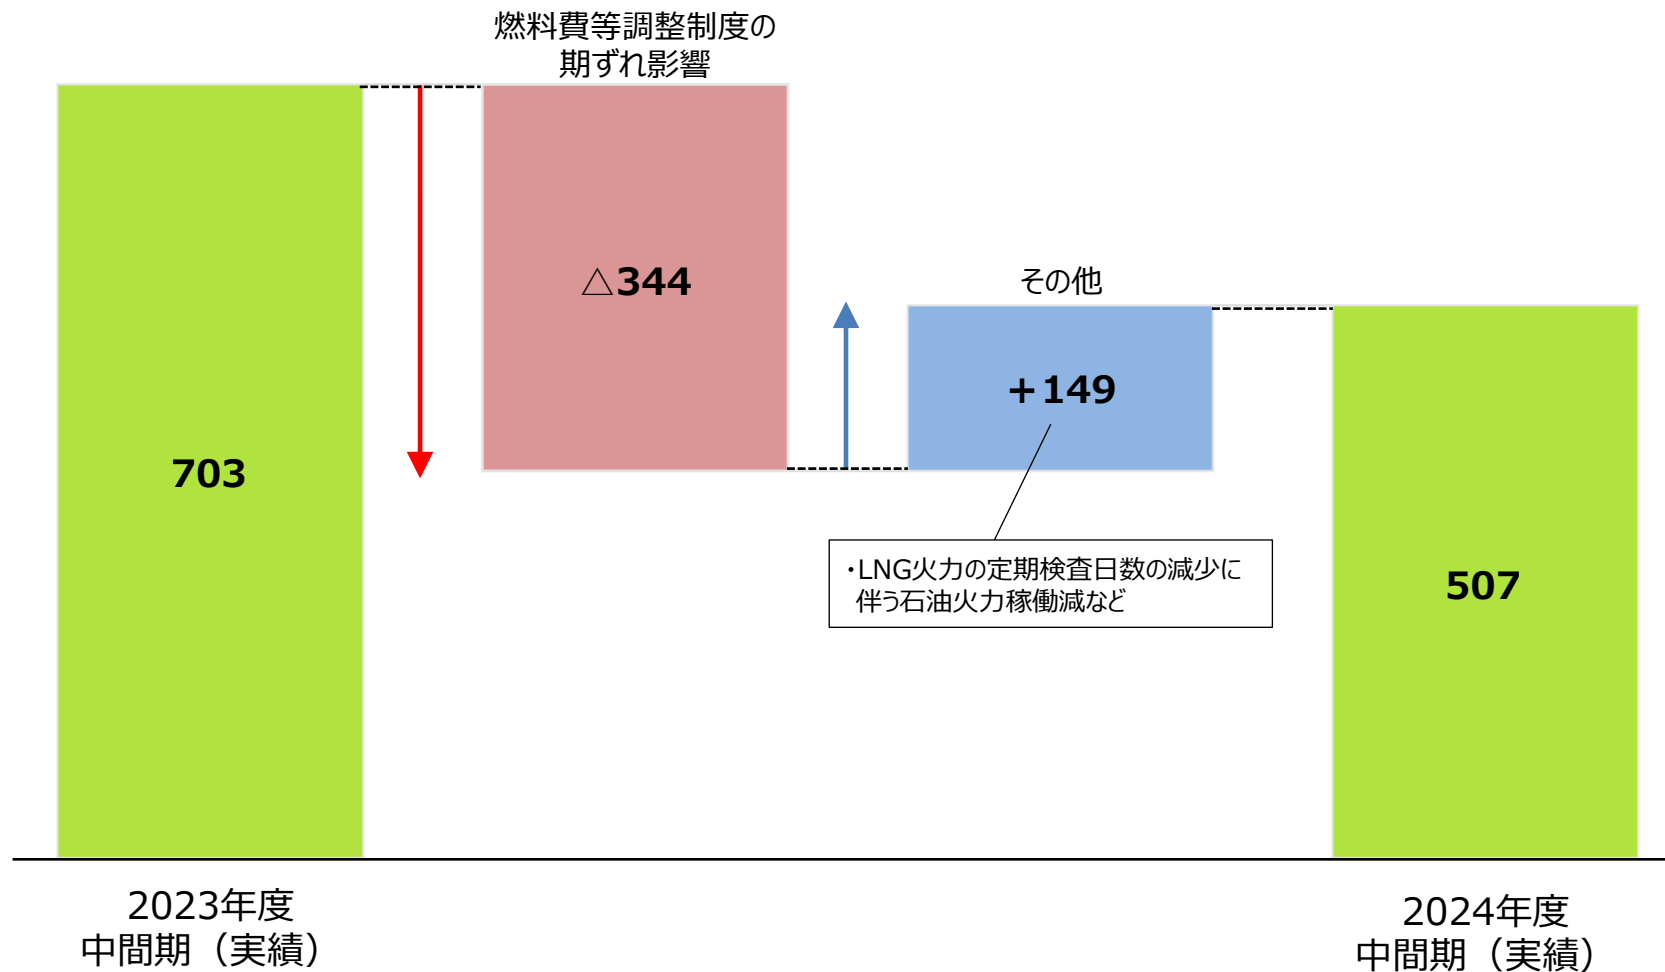 燃料費等調整制度の
期ずれ影響
703
△344
その他
+149
・LNG火力の定期検査日数の減少に
伴う石油火力稼働減など
507
2023年度
中間期（実績）
2024年度
中間期（実績）